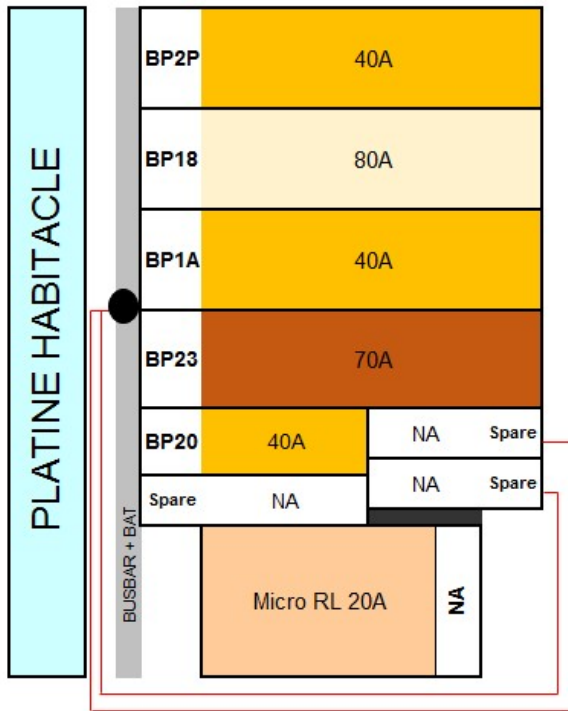 PLATINE HABITACLE
BUSBAR + BAT
BP2P 40A
BP18 80A
BP1A 40A
BP23 70A
BP20 40A
NA Spare
Spare NA
NA Spare
Micro RL 20A
NA